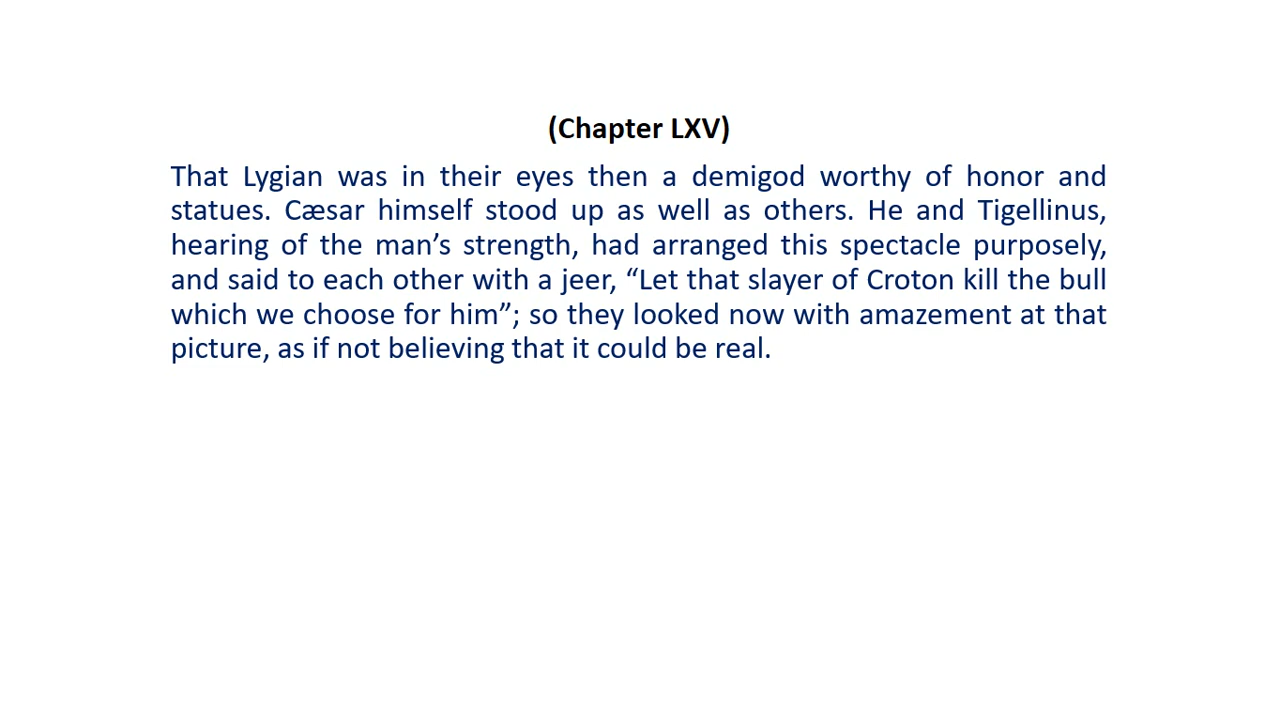 (Chapter LXV)
That Lygian was in their eyes then a demigod worthy of honor and
statues. Cæsar himself stood up as well as others. He and Tigellinus,
hearing of the man’s strength, had arranged this spectacle purposely,
and said to each other with a jeer, “Let that slayer of Croton kill the bull
which we choose for him”; so they looked now with amazement at that
picture, as if not believing that it could be real.